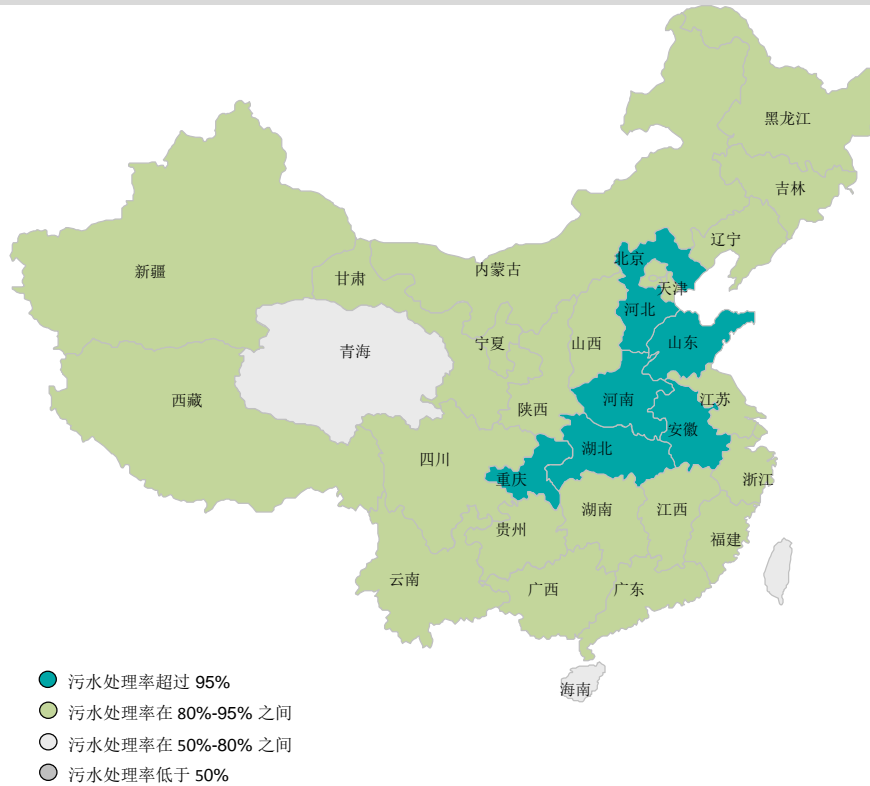 黑龙江
吉林
辽宁
北京
新疆
甘肃
内蒙古
天津
河北
宁夏
山西
山东
青海
西藏
陕西
河南
江苏
安徽
四川
湖北
重庆
浙江
贵州
湖南
江西
福建
云南
广西
广东
海南
污水处理率超过 95%
污水处理率在 80%-95% 之间
污水处理率在 50%-80% 之间
污水处理率低于 50%